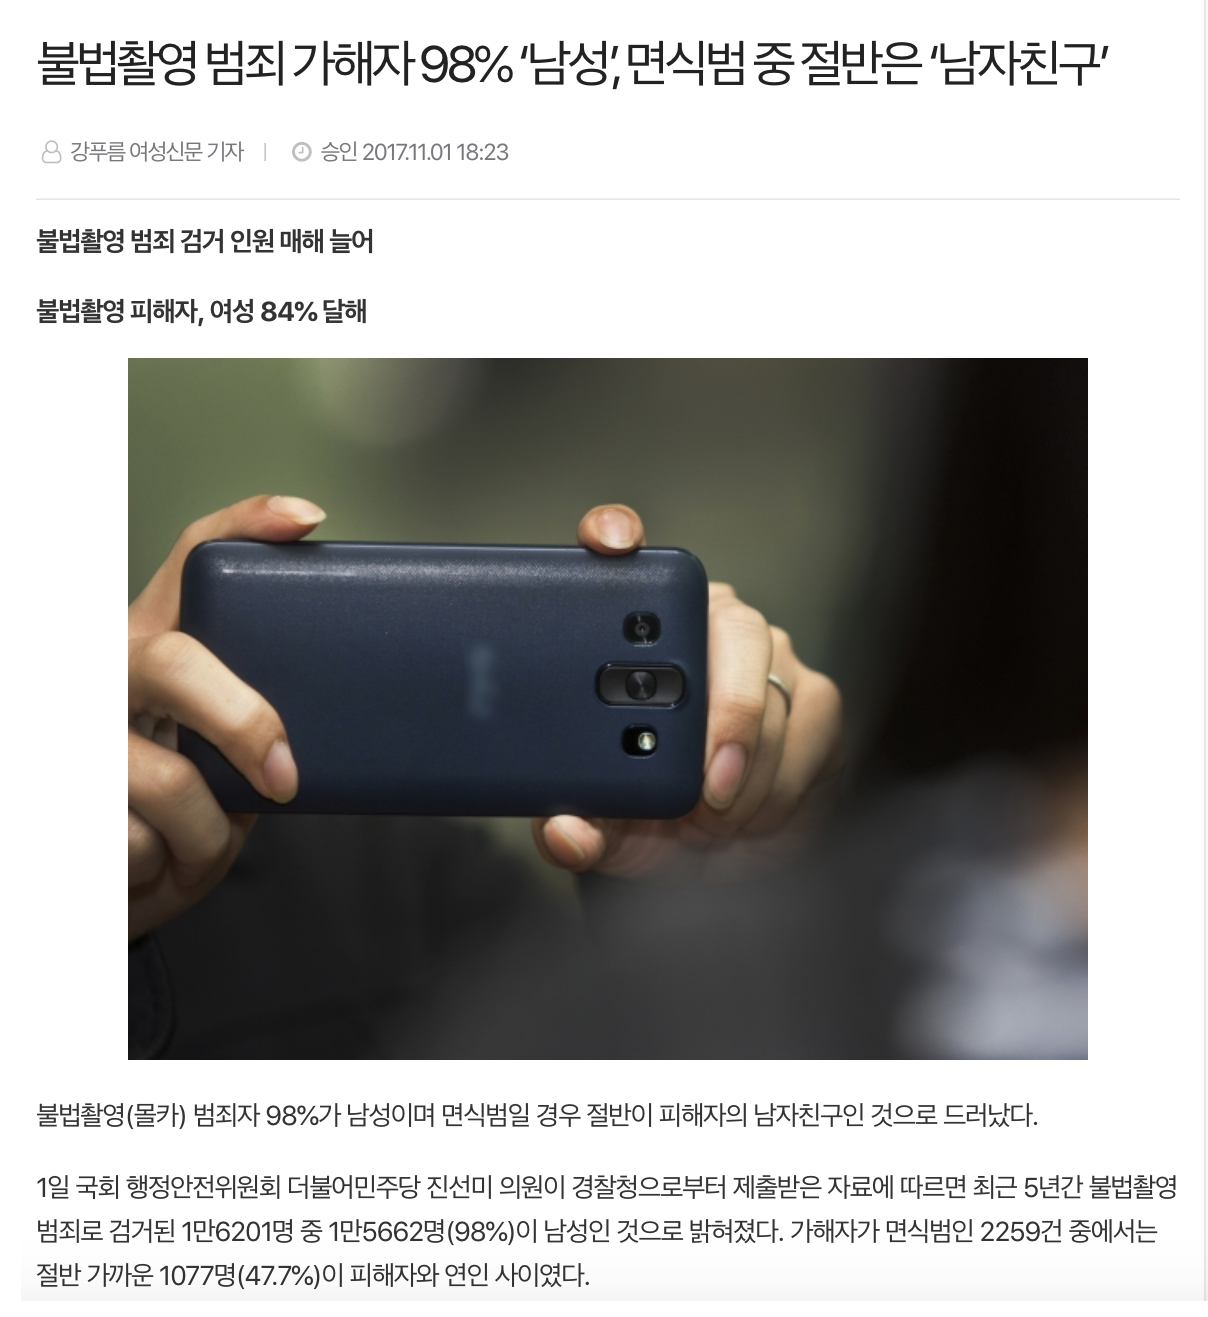 불법촬영 범죄 가해자 98% ‘남성’, 면식범 중 절반은 ‘남자친구’
강푸름 여성신문 기자 | 승인 2017.11.01 18:23
불법촬영 범죄 검거 인원 매해 늘어
불법촬영 피해자, 여성 84% 달해
불법촬영(몰카) 범죄자 98%가 남성이며 면식범일 경우 절반이 피해자의 남자친구인 것으로 드러났다.
1일 국회 행정안전위원회 더불어민주당 진선미 의원이 경찰청으로부터 제출받은 자료에 따르면 최근 5년간 불법촬영
범죄로 검거된 1만6201명 중 1만5662명(98%)이 남성인 것으로 밝혀졌다. 가해자가 면식범인 2259건 중에서는
절반 가까운 1077명(47.7%)이 피해자와 연인 사이였다.